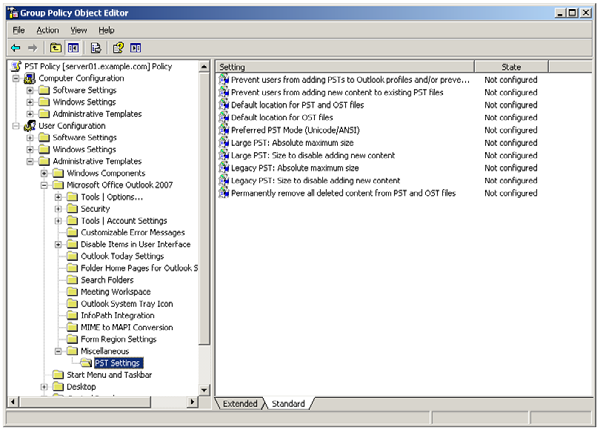 Group Policy Object Editor
File Action View Help
PST Policy [server01.example.com] Policy
Computer Configuration
Software Settings
Windows Settings
Administrative Templates
User Configuration
Software Settings
Windows Settings
Administrative Templates
Windows Components
Microsoft Office Outlook 2007
Tools | Options...
Security
Tools | Account Settings
Customizable Error Messages
Disable Items in User Interface
Outlook Today Settings
Folder Home Pages for Outlook S
Search Folders
Meeting Workspace
Outlook System Tray Icon
InfoPath Integration
MIME to MAPI Conversion
Form Region Settings
Miscellaneous
PST Settings
Start Menu and Taskbar
Desktop
Setting State
Prevent users from adding PSTs to Outlook profiles and/or preve... Not configured
Prevent users from adding new content to existing PST files Not configured
Default location for PST and OST files Not configured
Default location for OST files Not configured
Preferred PST Mode (Unicode/ANSI) Not configured
Large PST: Absolute maximum size Not configured
Large PST: Size to disable adding new content Not configured
Legacy PST: Absolute maximum size Not configured
Legacy PST: Size to disable adding new content Not configured
Permanently remove all deleted content from PST and OST files Not configured
Extended Standard